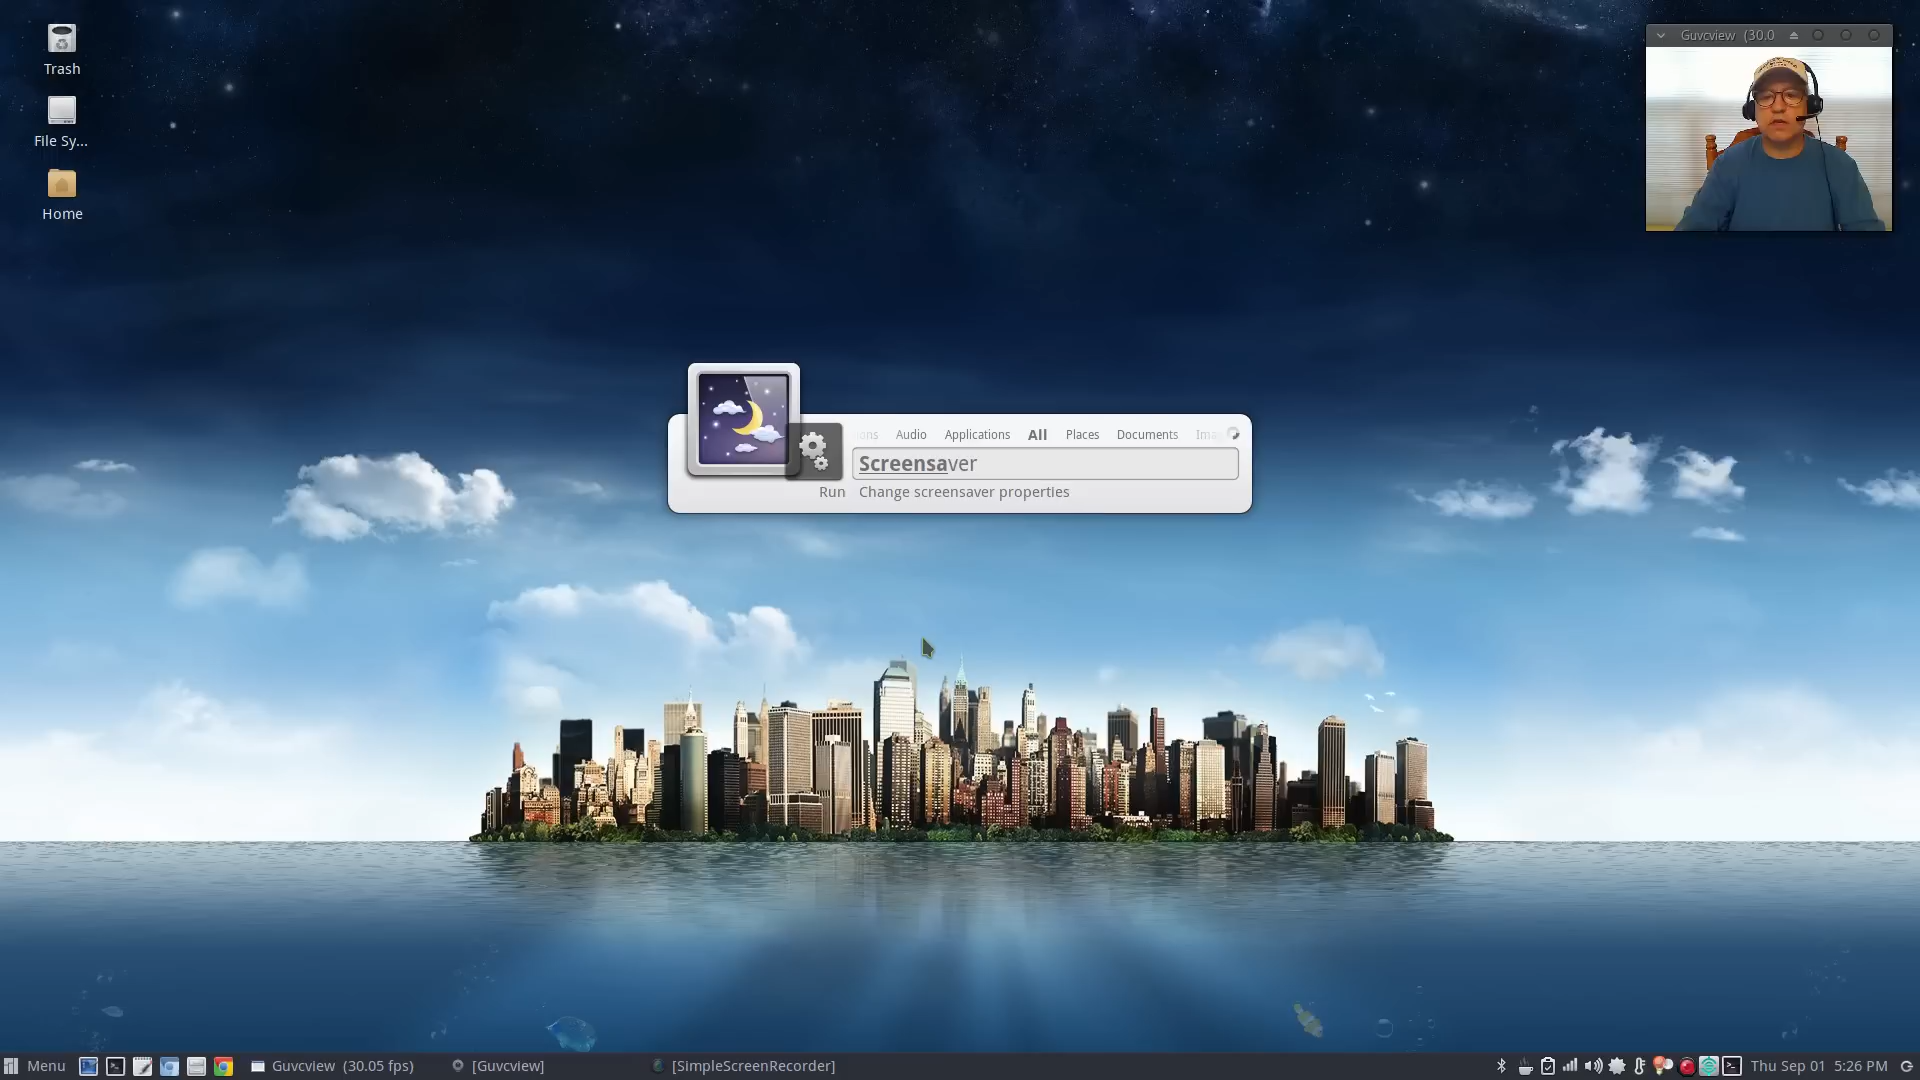 Trash
File Sy...
Home
Guvcview (30.0
Audio Applications All Places Documents
Screensaver
Run Change screensaver properties
Menu Guvcview (30.05 fps) [Guvcview] [SimpleScreenRecorder] Thu Sep 01 5:26 PM